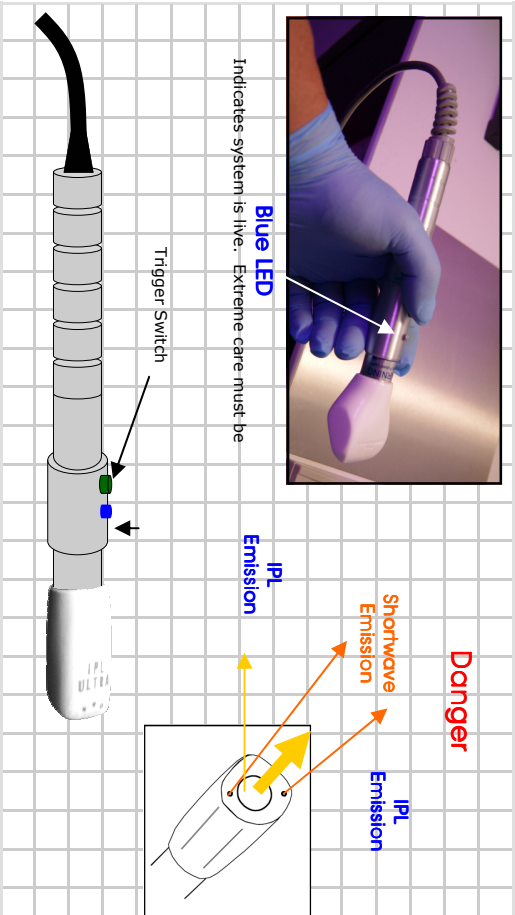 Danger
Blue LED
Indicates system is live.  Extreme care must be
Trigger Switch
Shortwave
Emission
IPL
Emission
IPL
Emission
IPL
ULTRA